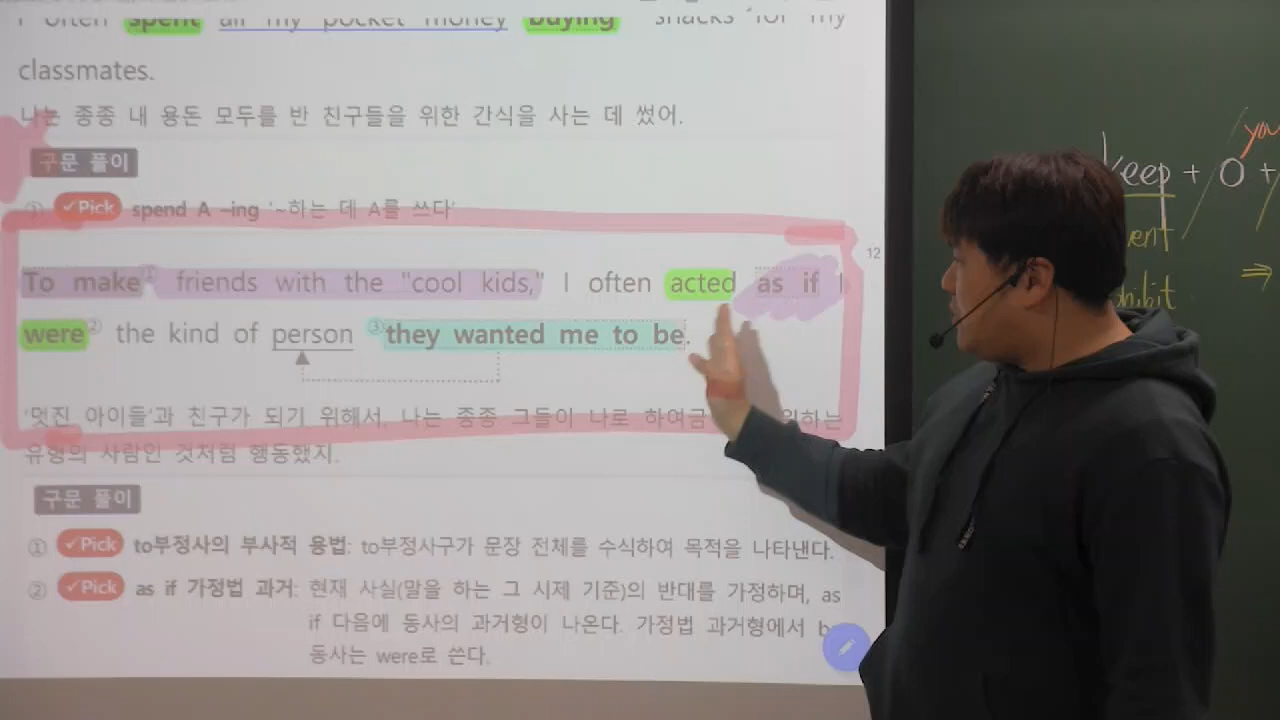 I often spent all my pocket money buying snacks for my
classmates.
나는 종종 내 용돈 모두를 반 친구들을 위한 간식을 사는 데 썼어.
구문 풀이
① ✓Pick spend A –ing '~하는 데 A를 쓰다'
12
To make① friends with the "cool kids," I often acted as if I
were② the kind of person ③they wanted me to be.
'멋진 아이들'과 친구가 되기 위해서, 나는 종종 그들이 나로 하여금 원하는
유형의 사람인 것처럼 행동했지.
구문 풀이
① ✓Pick to부정사의 부사적 용법: to부정사구가 문장 전체를 수식하여 목적을 나타낸다.
② ✓Pick as if 가정법 과거: 현재 사실(말을 하는 그 시제 기준)의 반대를 가정하며, as
if 다음에 동사의 과거형이 나온다. 가정법 과거형에서 b
동사는 were로 쓴다.
you
keep + O +
ent
hibit
⇒